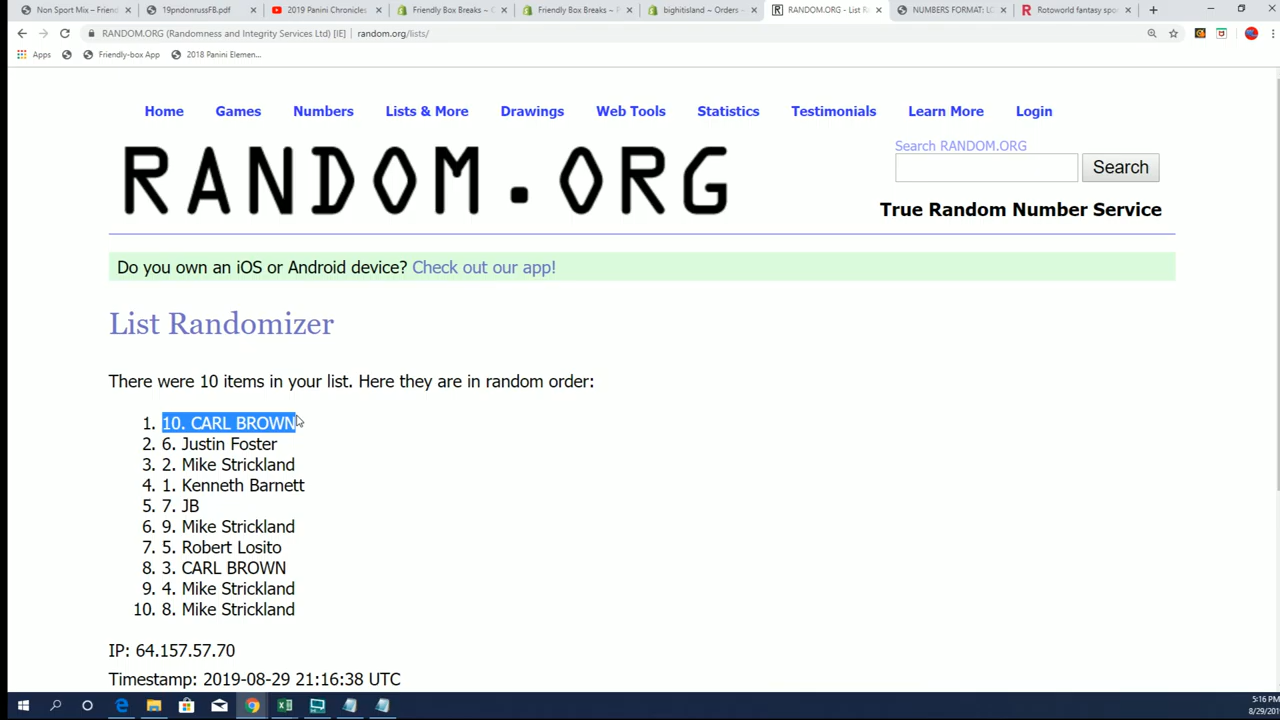 Non Sport Mix – Friend
19pndonrussFB.pdf
2019 Panini Chronicles
Friendly Box Breaks ~ C
Friendly Box Breaks ~ P
bighitisland ~ Orders ~
RANDOM.ORG - List R
NUMBERS FORMAT: LO
Rotoworld fantasy spo
RANDOM.ORG (Randomness and Integrity Services Ltd) [IE] | random.org/lists/
Apps Friendly-box App 2018 Panini Elemen...
Home Games Numbers Lists & More Drawings Web Tools Statistics Testimonials Learn More Login
RANDOM.ORG
Search RANDOM.ORG
Search
True Random Number Service
Do you own an iOS or Android device? Check out our app!
List Randomizer
There were 10 items in your list. Here they are in random order:
1. 10. CARL BROWN
2. 6. Justin Foster
3. 2. Mike Strickland
4. 1. Kenneth Barnett
5. 7. JB
6. 9. Mike Strickland
7. 5. Robert Losito
8. 3. CARL BROWN
9. 4. Mike Strickland
10. 8. Mike Strickland
IP: 64.157.57.70
Timestamp: 2019-08-29 21:16:38 UTC
5:16 PM
8/29/201